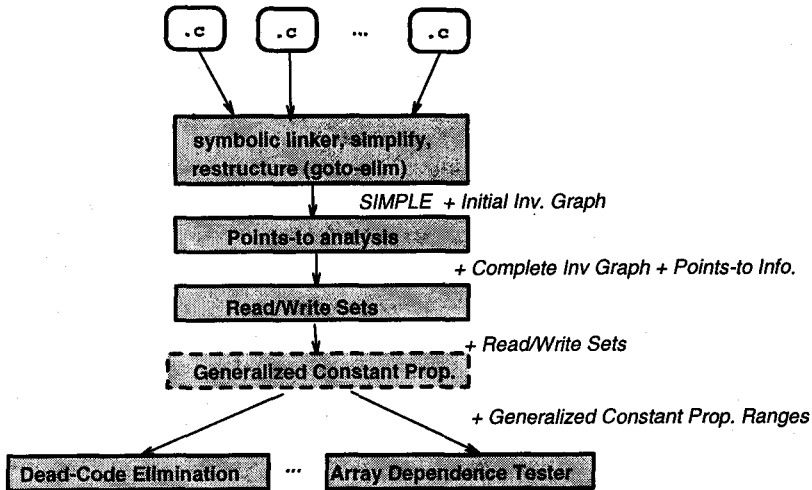 .c .c ... .c
symbolic linker, simplify,
restructure (goto-elim)
SIMPLE + Initial Inv. Graph
Points-to analysis
+ Complete Inv Graph + Points-to Info.
Read/Write Sets
+ Read/Write Sets
Generalized Constant Prop.
+ Generalized Constant Prop. Ranges
Dead-Code Elimination ... Array Dependence Tester